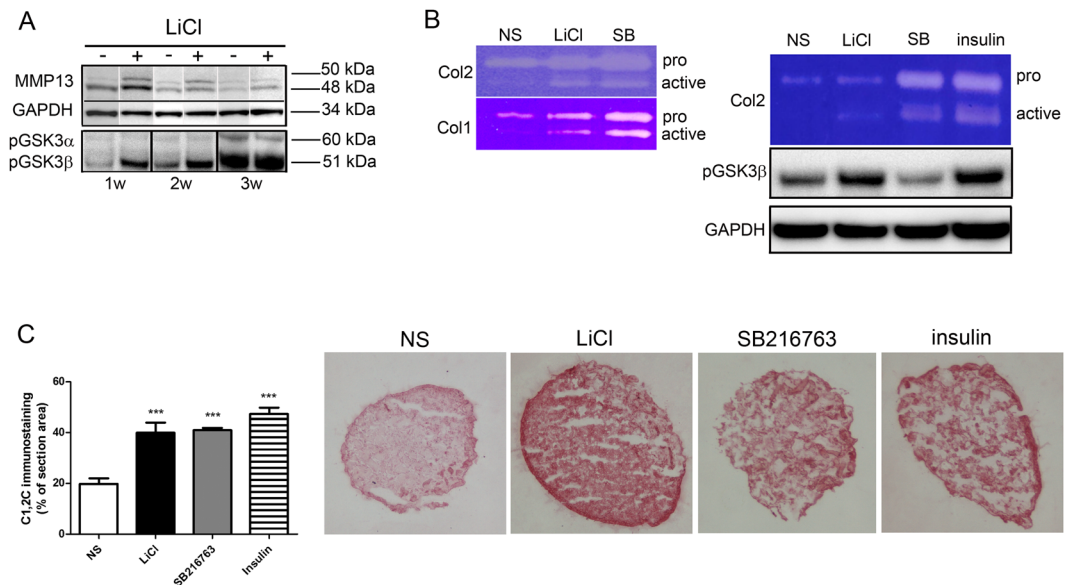 A
LiCl
- + - + - +
MMP13
50 kDa
48 kDa
GAPDH
34 kDa
pGSK3α
60 kDa
pGSK3β
51 kDa
1w 2w 3w
B
NS LiCl SB
Col2
pro
active
Col1
pro
active
NS LiCl SB insulin
Col2
pro
active
pGSK3β
GAPDH
C
C1,2C immunostaining
(% of section area)
60
40
20
0
***
***
***
NS
LiCl
SB216763
Insulin
NS LiCl SB216763 insulin